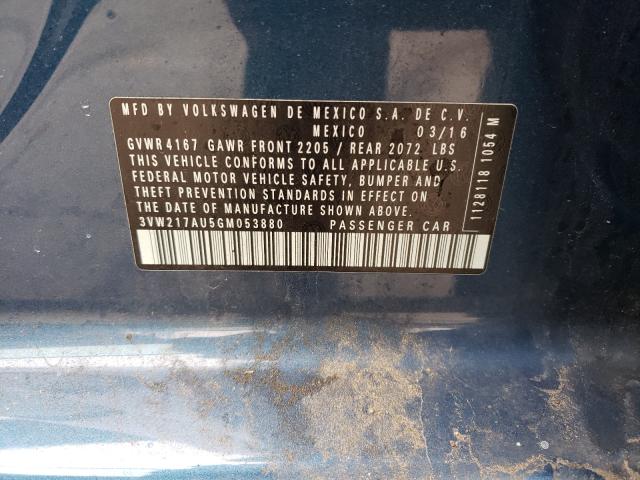 MFD BY VOLKSWAGEN DE MEXICO S.A. DE C.V.
MEXICO 03/16
GVWR 4167 GAWR FRONT 2205 / REAR 2072 LBS
THIS VEHICLE CONFORMS TO ALL APPLICABLE U.S.
FEDERAL MOTOR VEHICLE SAFETY, BUMPER AND
THEFT PREVENTION STANDARDS IN EFFECT ON
THE DATE OF MANUFACTURE SHOWN ABOVE.
3VW217AU5GM053880 PASSENGER CAR
1128118 1054 M